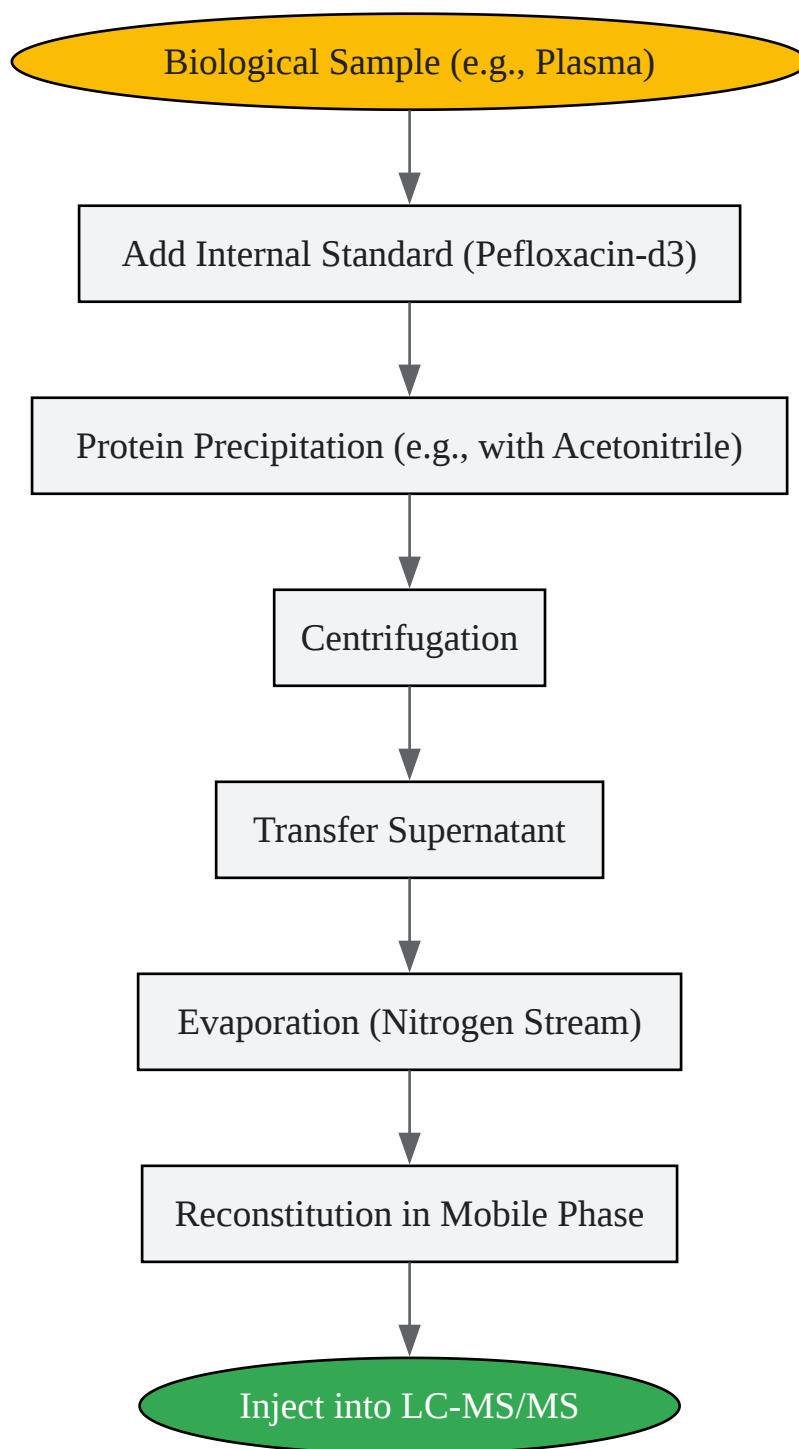 Biological Sample (e.g., Plasma)
Add Internal Standard (Pefloxacin-d3)
Protein Precipitation (e.g., with Acetonitrile)
Centrifugation
Transfer Supernatant
Evaporation (Nitrogen Stream)
Reconstitution in Mobile Phase
Inject into LC-MS/MS